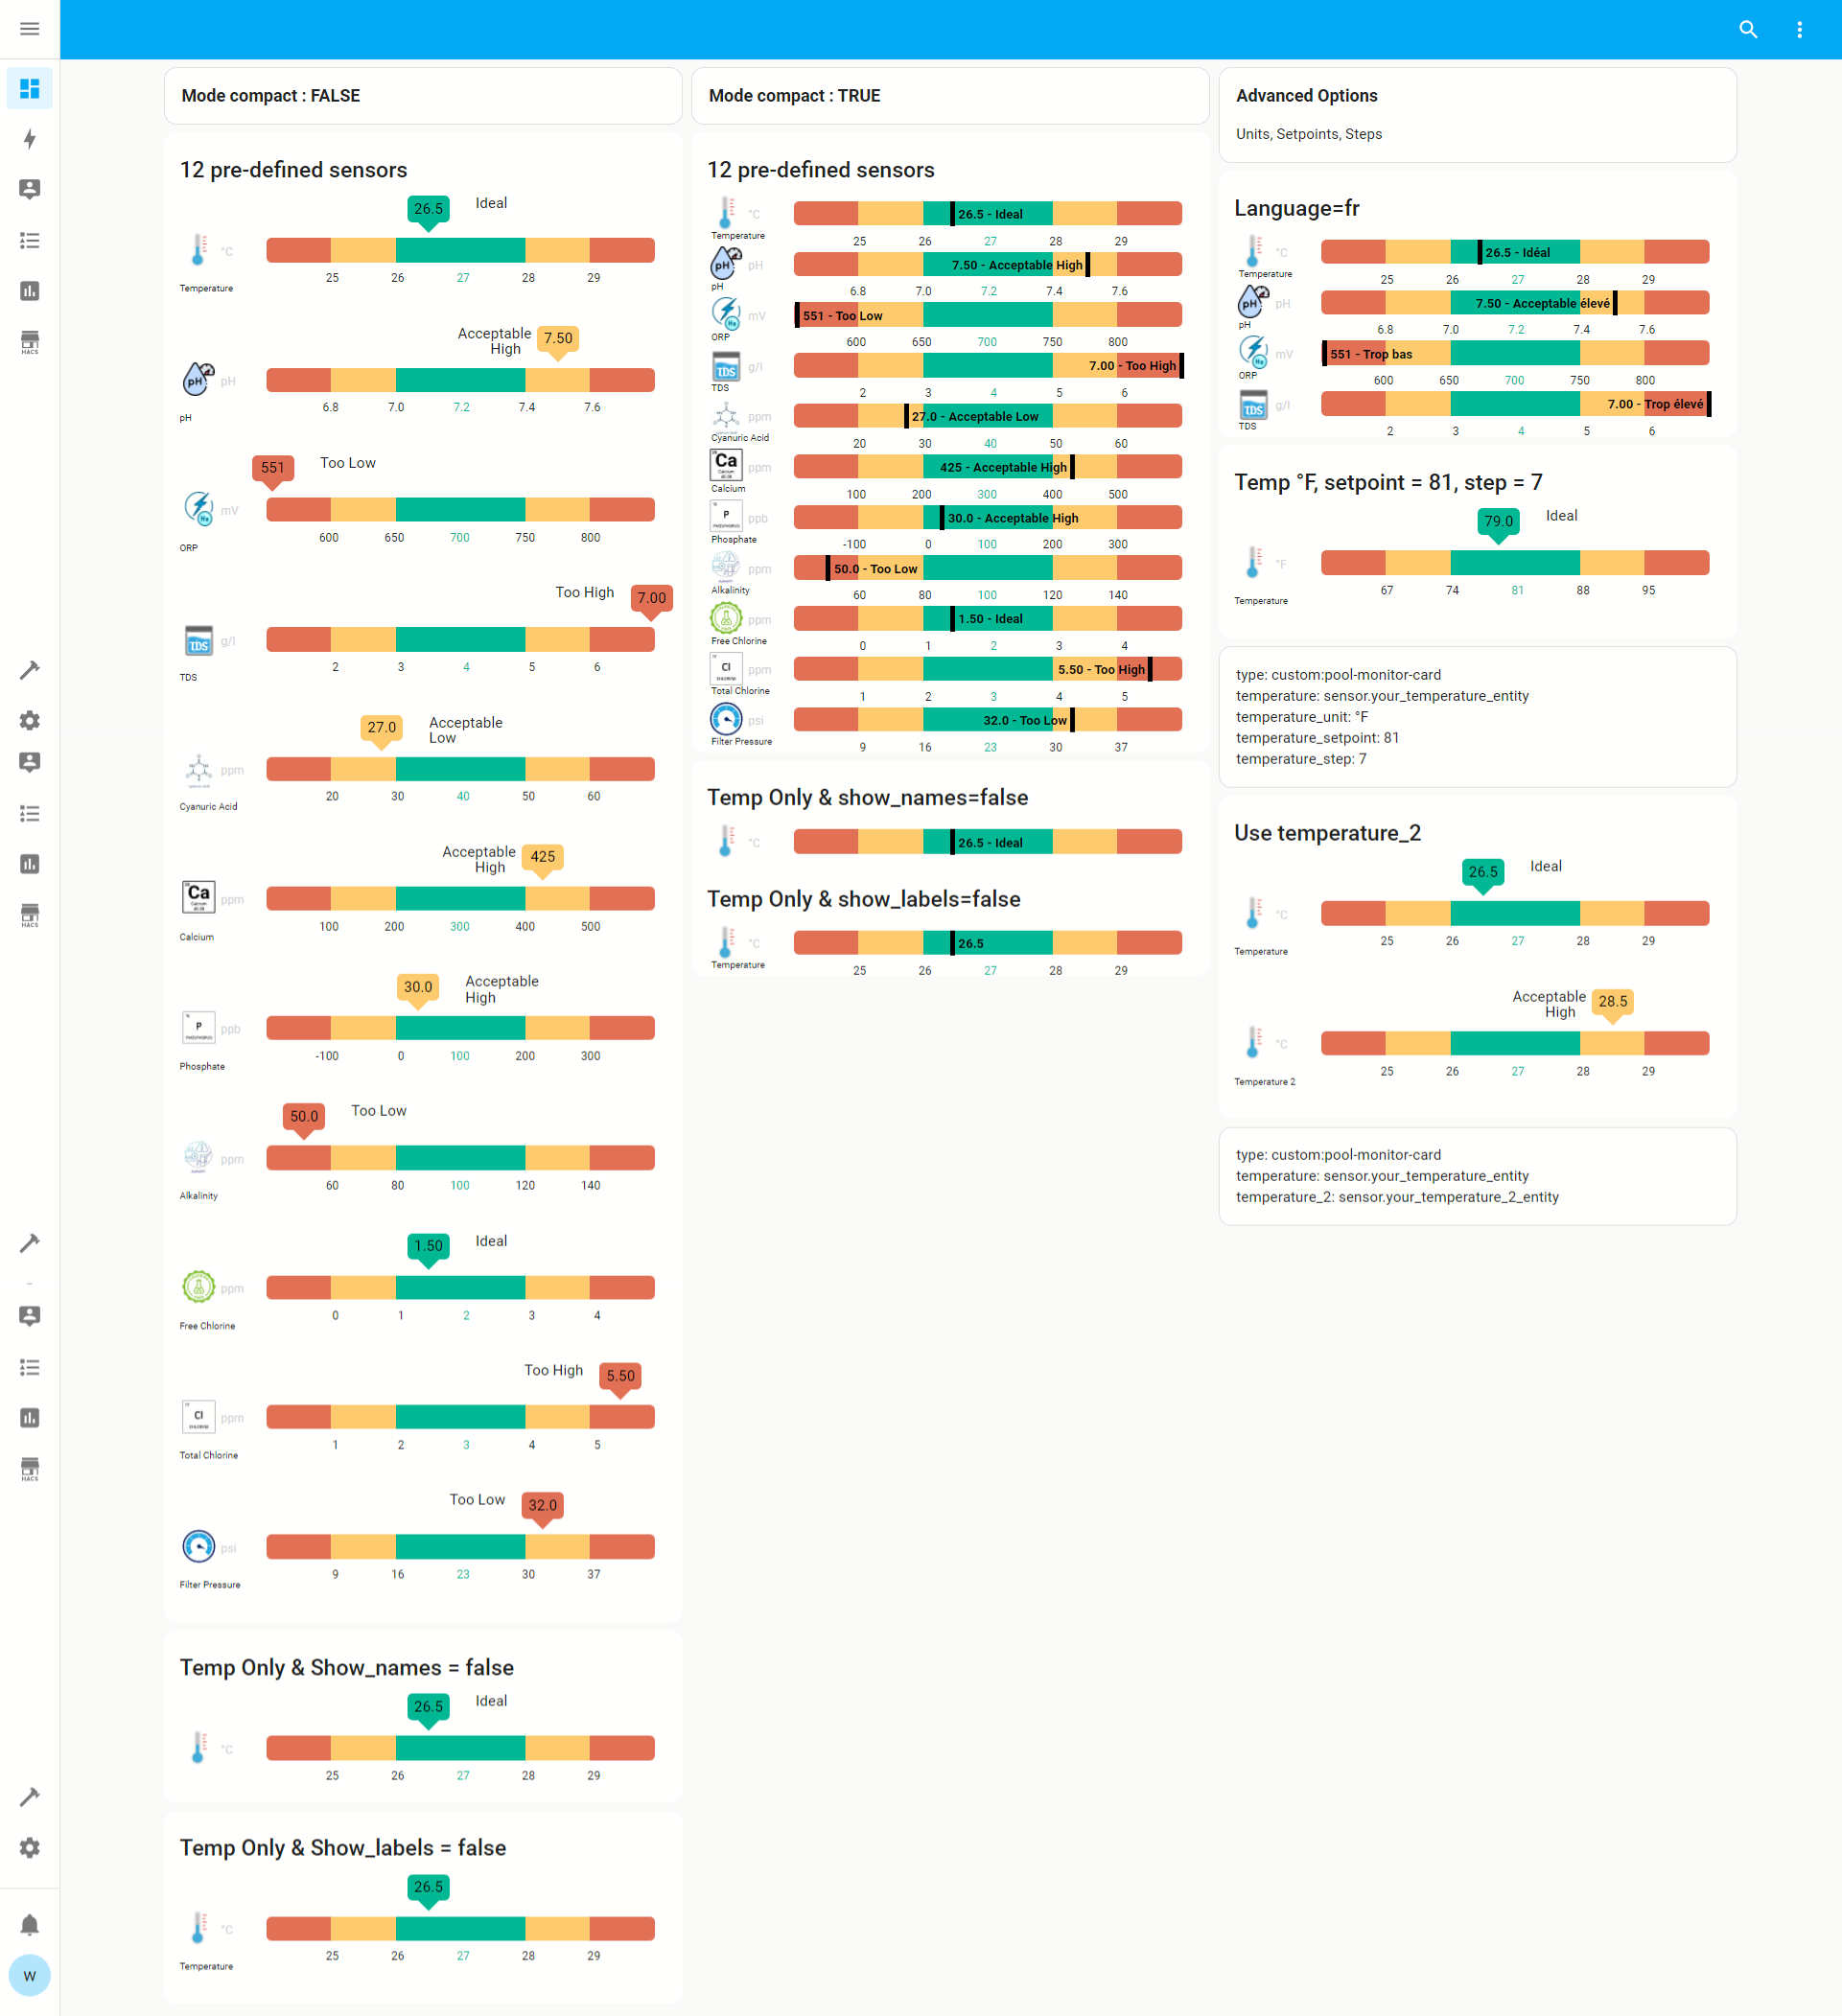 Mode compact : FALSE
12 pre-defined sensors
26.5 Ideal
°C
25 26 27 28 29
Temperature
Acceptable High 7.50
pH pH
6.8 7.0 7.2 7.4 7.6
pH
551 Too Low
mV
600 650 700 750 800
ORP
Too High 7.00
TDS g/l
2 3 4 5 6
TDS
27.0 Acceptable Low
ppm
20 30 40 50 60
Cyanuric Acid
Acceptable High 425
Ca Calcium ppm
100 200 300 400 500
Calcium
30.0 Acceptable High
P PHOSPHORUS ppb
-100 0 100 200 300
Phosphate
50.0 Too Low
ppm
60 80 100 120 140
Alkalinity
1.50 Ideal
ppm
0 1 2 3 4
Free Chlorine
Too High 5.50
Cl CHLORINE ppm
1 2 3 4 5
Total Chlorine
Too Low 32.0
psi
9 16 23 30 37
Filter Pressure
Temp Only & Show_names = false
26.5 Ideal
°C
25 26 27 28 29
Temp Only & Show_labels = false
26.5
°C
25 26 27 28 29
Temperature
Mode compact : TRUE
12 pre-defined sensors
°C 26.5 - Ideal
Temperature 25 26 27 28 29
pH pH 7.50 - Acceptable High
pH 6.8 7.0 7.2 7.4 7.6
mV 551 - Too Low
ORP 600 650 700 750 800
TDS g/l 7.00 - Too High
TDS 2 3 4 5 6
ppm 27.0 - Acceptable Low
Cyanuric Acid 20 30 40 50 60
Ca Calcium ppm 425 - Acceptable High
Calcium 100 200 300 400 500
P PHOSPHORUS ppb 30.0 - Acceptable High
Phosphate -100 0 100 200 300
ppm 50.0 - Too Low
Alkalinity 60 80 100 120 140
ppm 1.50 - Ideal
Free Chlorine 0 1 2 3 4
Cl CHLORINE ppm 5.50 - Too High
Total Chlorine 1 2 3 4 5
psi 32.0 - Too Low
Filter Pressure 9 16 23 30 37
Temp Only & show_names=false
°C 26.5 - Ideal
Temp Only & show_labels=false
°C 26.5
Temperature 25 26 27 28 29
Advanced Options
Units, Setpoints, Steps
Language=fr
°C 26.5 - Idéal
Temperature 25 26 27 28 29
pH pH 7.50 - Acceptable élevé
pH 6.8 7.0 7.2 7.4 7.6
mV 551 - Trop bas
ORP 600 650 700 750 800
TDS g/l 7.00 - Trop élevé
TDS 2 3 4 5 6
Temp °F, setpoint = 81, step = 7
79.0 Ideal
°F
67 74 81 88 95
Temperature
type: custom:pool-monitor-card
temperature: sensor.your_temperature_entity
temperature_unit: °F
temperature_setpoint: 81
temperature_step: 7
Use temperature_2
26.5 Ideal
°C
25 26 27 28 29
Temperature
Acceptable High 28.5
°C
25 26 27 28 29
Temperature 2
type: custom:pool-monitor-card
temperature: sensor.your_temperature_entity
temperature_2: sensor.your_temperature_2_entity
HACS
HACS
HACS
W